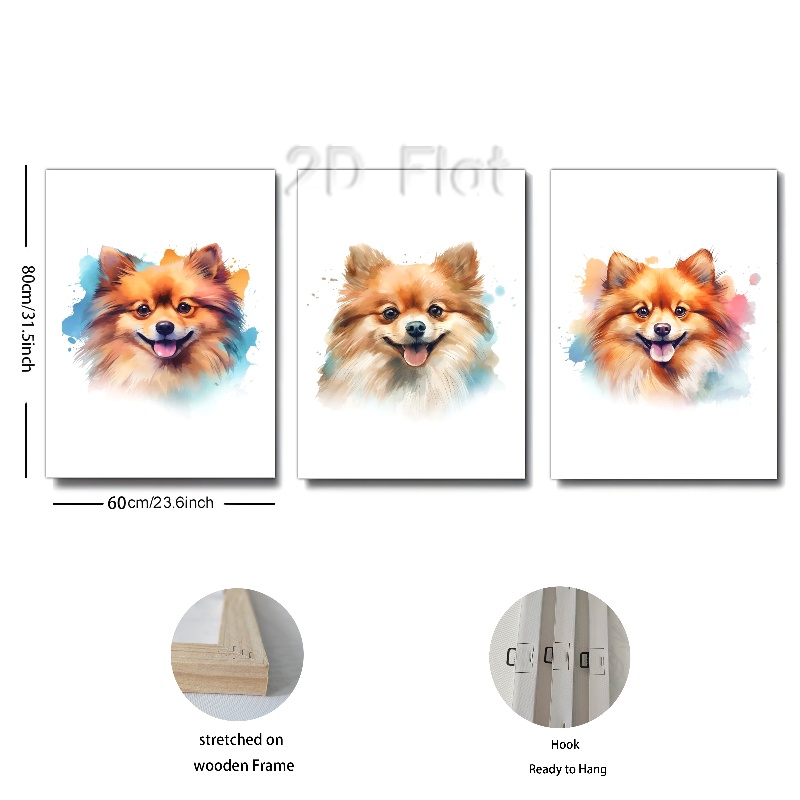 2D Flat
80cm/31.5inch
60cm/23.6inch
stretched on
wooden Frame
Hook
Ready to Hang